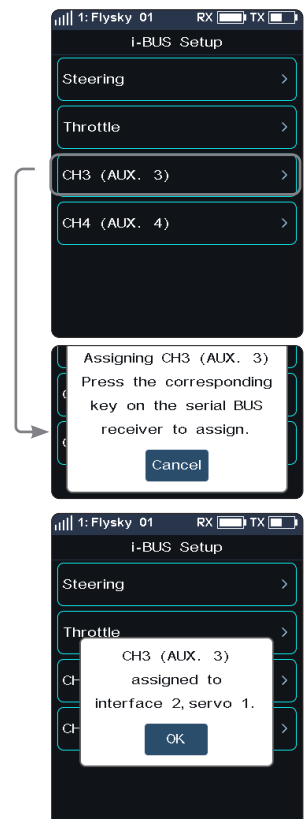 1: Flysky 01 RX TX
i-BUS Setup
Steering
Throttle
CH3 (AUX. 3)
CH4 (AUX. 4)
Assigning CH3 (AUX. 3)
Press the corresponding
key on the serial BUS
receiver to assign.
Cancel
1: Flysky 01 RX TX
i-BUS Setup
Steering
Throttle
CH3 (AUX. 3)
assigned to
interface 2, servo 1.
OK